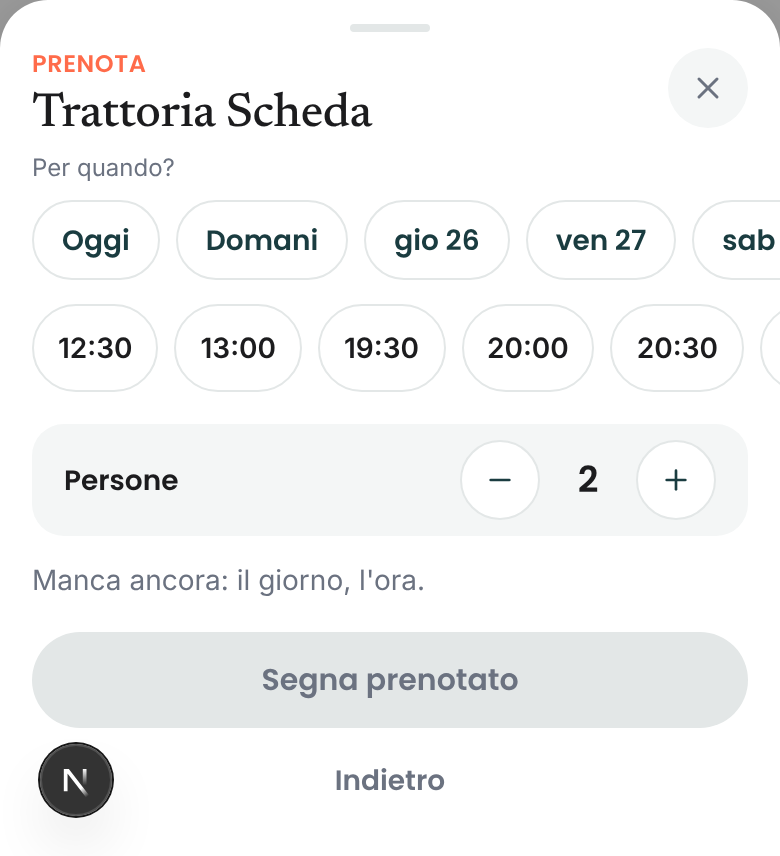 PRENOTA
Trattoria Scheda
Per quando?
Oggi Domani gio 26 ven 27 sab
12:30 13:00 19:30 20:00 20:30
Persone − 2 +
Manca ancora: il giorno, l'ora.
Segna prenotato
N Indietro